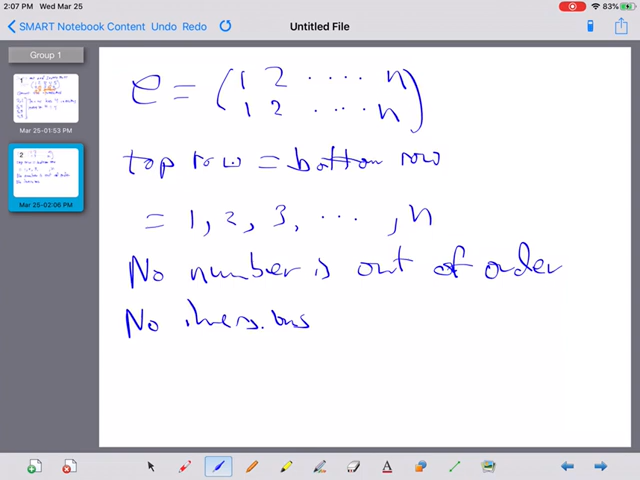 2:07 PM Wed Mar 25
83%
SMART Notebook Content Undo Redo
Untitled File
Group 1
1
Mar 25-01:53 PM
2
Mar 25-02:06 PM
e = (1 2 ..... n
1 2 ..... n)
top row = bottom row
= 1, 2, 3, ... , n
No number is out of order
No inversions